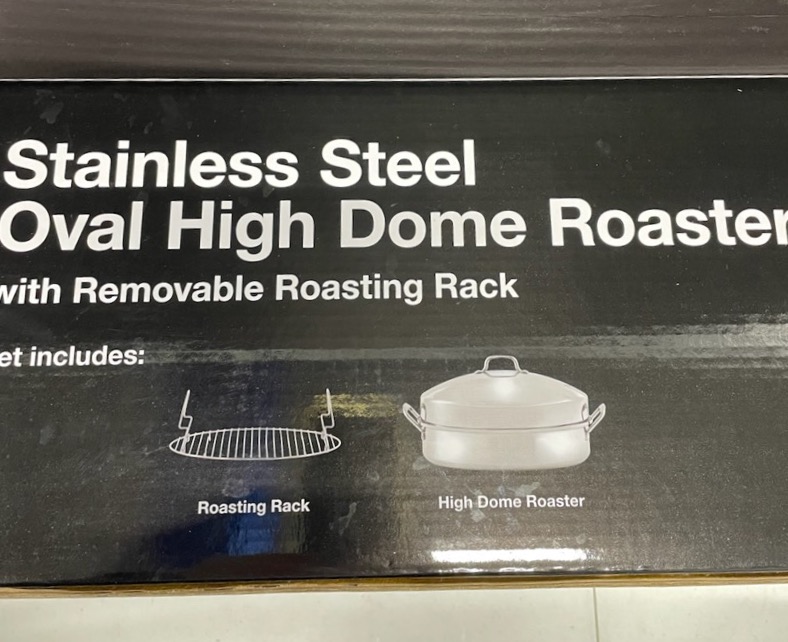 Stainless Steel
Oval High Dome Roaster
with Removable Roasting Rack
et includes:
Roasting Rack
High Dome Roaster